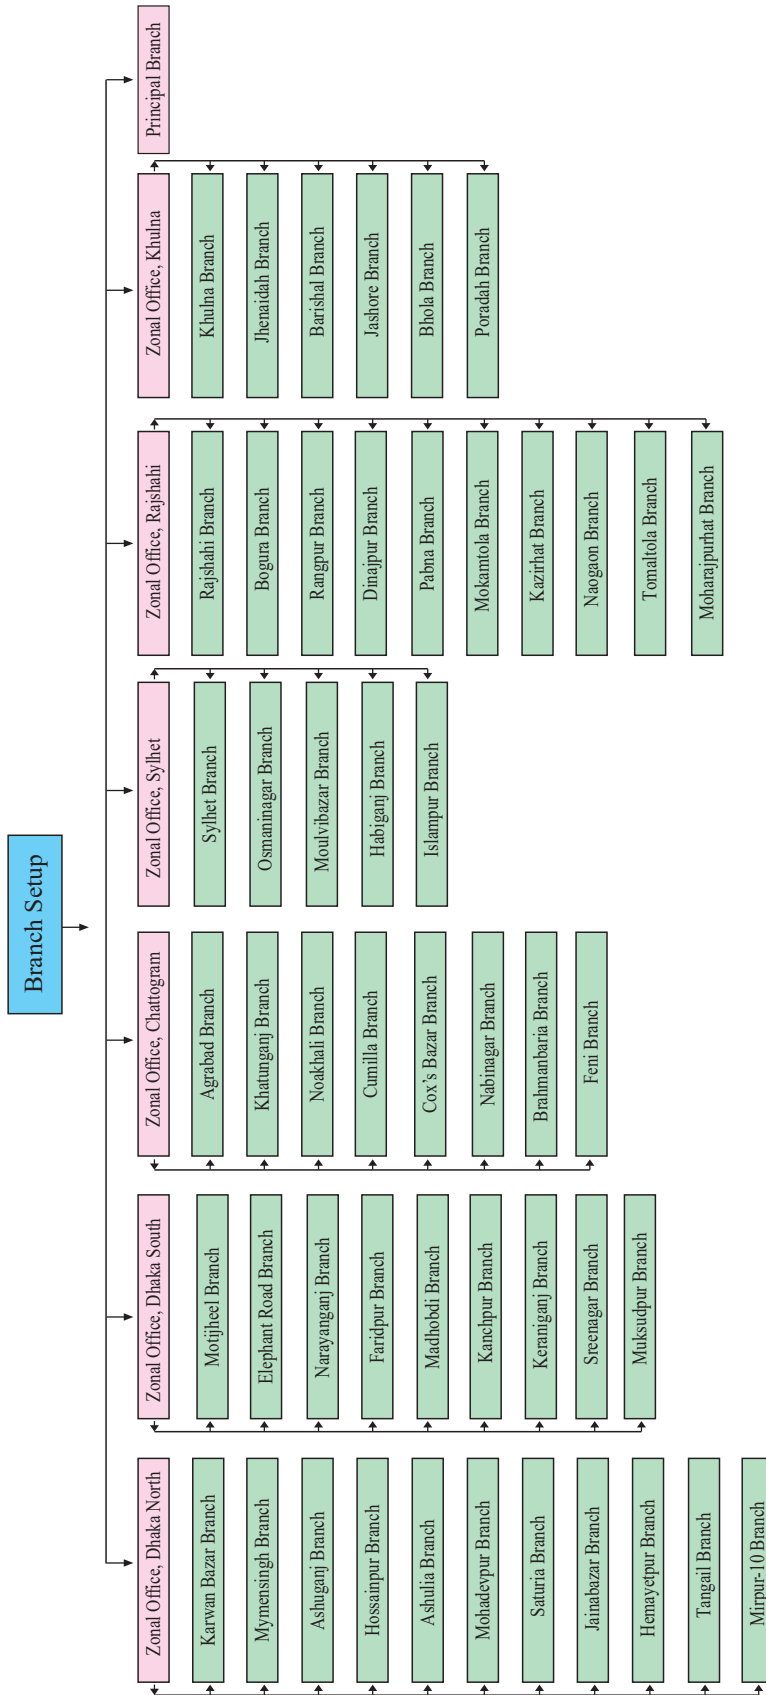 Branch Setup
Zonal Office, Dhaka North
Karwan Bazar Branch
Mymensingh Branch
Ashuganj Branch
Hossainpur Branch
Ashulia Branch
Mohadevpur Branch
Saturia Branch
Jainabazar Branch
Hemayetpur Branch
Tangail Branch
Mirpur-10 Branch
Zonal Office, Dhaka South
Motijheel Branch
Elephant Road Branch
Narayanganj Branch
Faridpur Branch
Madhobdi Branch
Kanchpur Branch
Keraniganj Branch
Sreenagar Branch
Muksudpur Branch
Zonal Office, Chattogram
Agrabad Branch
Khatunganj Branch
Noakhali Branch
Cumilla Branch
Cox's Bazar Branch
Nabinagar Branch
Brahmanbaria Branch
Feni Branch
Zonal Office, Sylhet
Sylhet Branch
Osmaninagar Branch
Moulvibazar Branch
Habiganj Branch
Islampur Branch
Zonal Office, Rajshahi
Rajshahi Branch
Bogura Branch
Rangpur Branch
Dinajpur Branch
Pabna Branch
Mokamtola Branch
Kazirhat Branch
Naogaon Branch
Tomaltola Branch
Moharajpurhat Branch
Zonal Office, Khulna
Khulna Branch
Jhenaidah Branch
Barishal Branch
Jashore Branch
Bhola Branch
Poradah Branch
Principal Branch